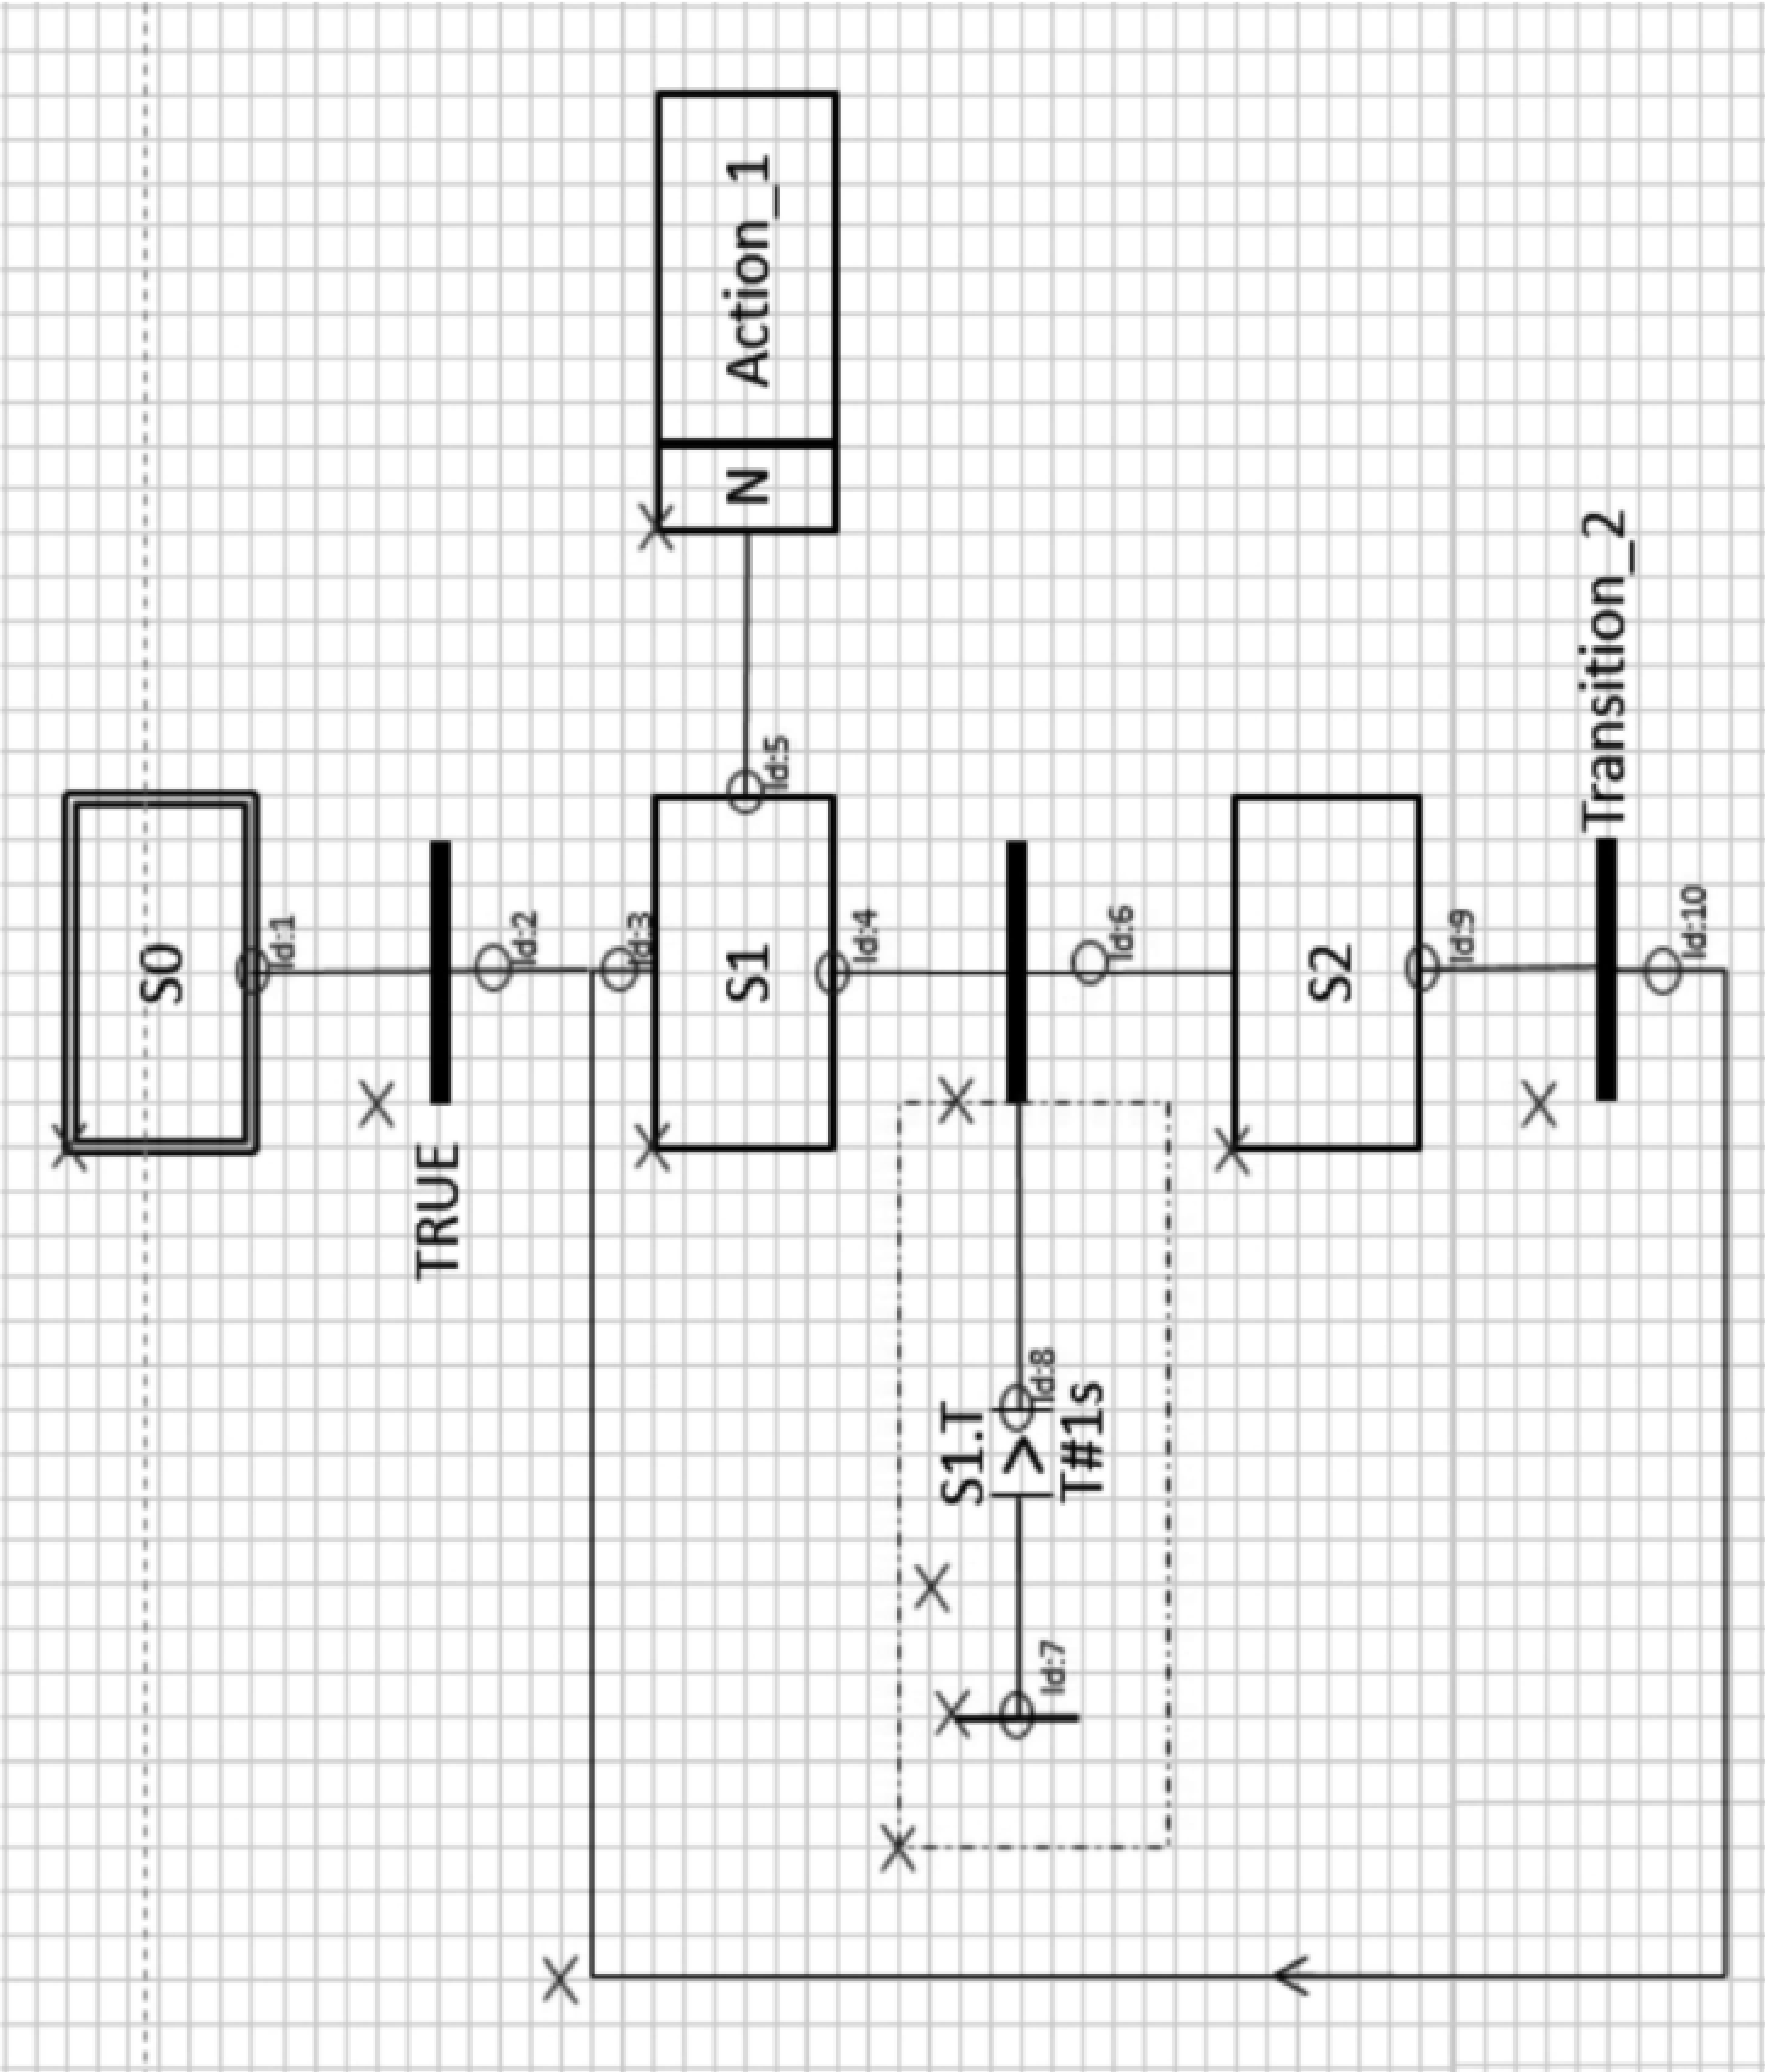 S0
Id:1
TRUE
Id:2
Id:3
S1
Id:5
N
Action_1
Id:4
S1.T
>
T#1s
Id:7
Id:8
Id:6
S2
Id:9
Transition_2
Id:10